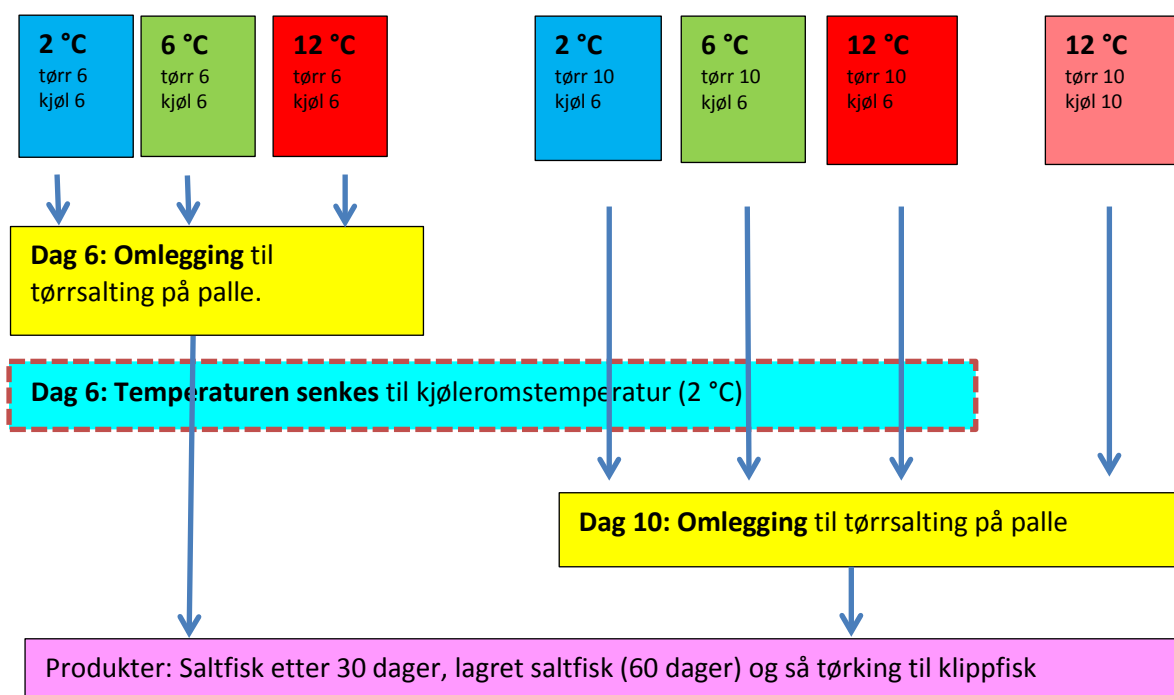 2 °C
tørr 6
kjøl 6
6 °C
tørr 6
kjøl 6
12 °C
tørr 6
kjøl 6
2 °C
tørr 10
kjøl 6
6 °C
tørr 10
kjøl 6
12 °C
tørr 10
kjøl 6
12 °C
tørr 10
kjøl 10
Dag 6: Omlegging til
tørrsalting på palle.
Dag 6: Temperaturen senkes til kjøleromstemperatur (2 °C)
Dag 10: Omlegging til tørrsalting på palle
Produkter: Saltfisk etter 30 dager, lagret saltfisk (60 dager) og så tørking til klippfisk